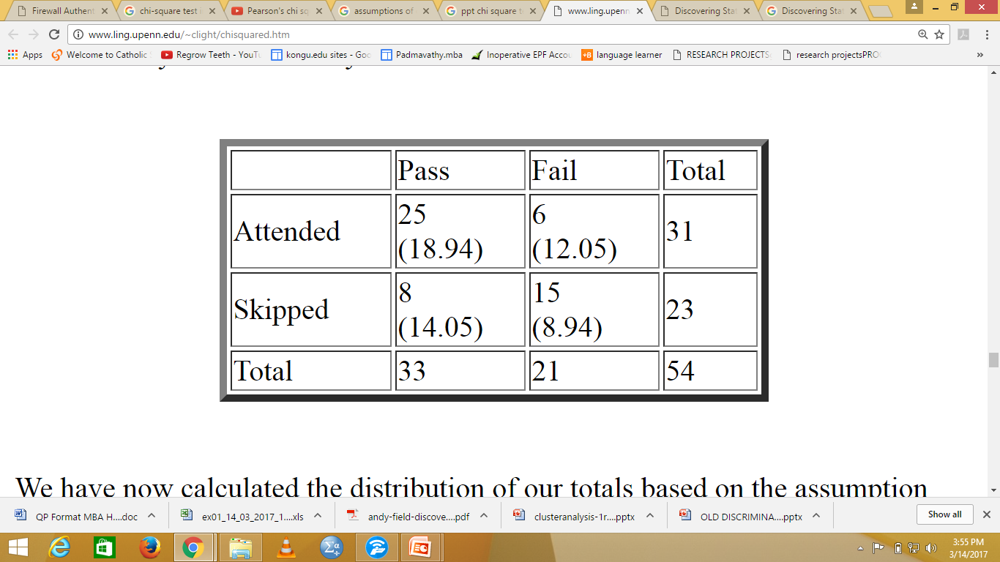 Firewall Authent
chi-square test
Pearson's chi sq
assumptions of
ppt chi square t
www.ling.upenn
Discovering Stat
Discovering Stat
www.ling.upenn.edu/~clight/chisquared.htm
Apps
Welcome to Catholic
Regrow Teeth - YouTu
kongu.edu sites - Goo
Padmavathy.mba
Inoperative EPF Accou
+B
language learner
RESEARCH PROJECTS
research projectsPRO
»
Pass Fail Total
Attended 25 6 31
(18.94) (12.05)
Skipped 8 15 23
(14.05) (8.94)
Total 33 21 54
We have now calculated the distribution of our totals based on the assumption
QP Format MBA H....doc
ex01_14_03_2017_1....xls
andy-field-discove....pdf
clusteranalysis-1r....pptx
OLD DISCRIMINA....pptx
Show all
3:55 PM
3/14/2017